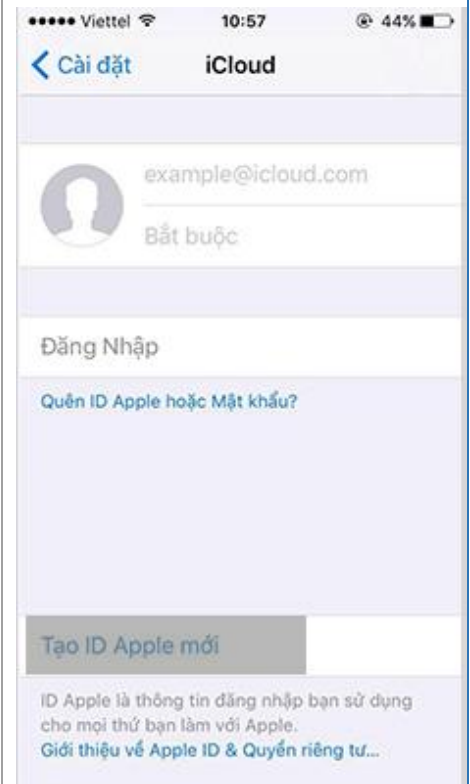 Viettel 10:57 44%
Cài đặt iCloud
example@icloud.com
Bắt buộc
Đăng Nhập
Quên ID Apple hoặc Mật khẩu?
Tạo ID Apple mới
ID Apple là thông tin đăng nhập bạn sử dụng
cho mọi thứ bạn làm với Apple.
Giới thiệu về Apple ID & Quyền riêng tư...